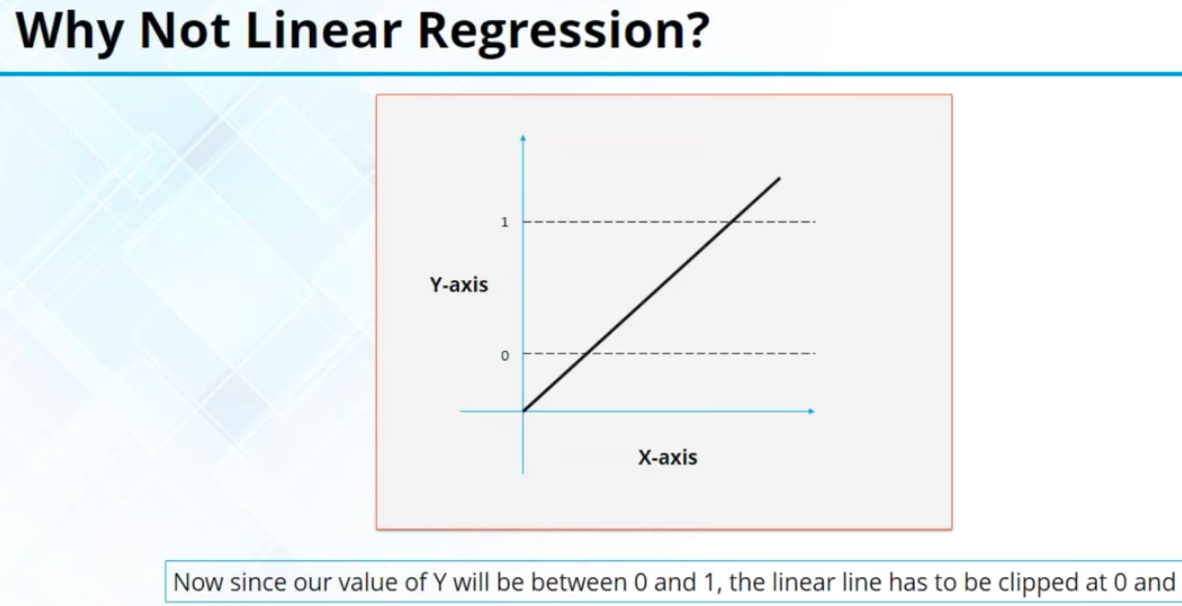 Why Not Linear Regression?
1
Y-axis
0
X-axis
Now since our value of Y will be between 0 and 1, the linear line has to be clipped at 0 and